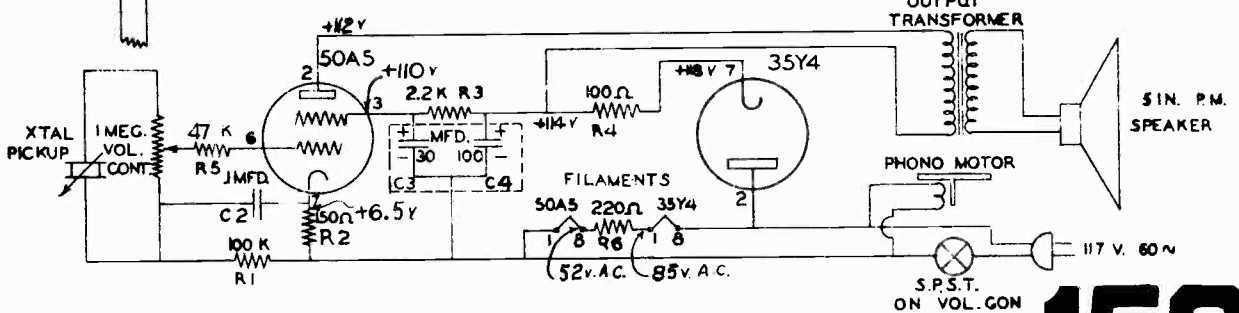 OUTPUT
TRANSFORMER
+112 V
50A5
2
+110 V
3
2.2 K R3
100Ω
R4
+118 V 7
35Y4
+114 V
5 IN. P.M.
SPEAKER
XTAL
PICKUP
1 MEG.
VOL.
CONT.
47 K
R5
6
MFD.
+
30
-
+
100
-
C3
C4
.1 MFD.
C2
7
+6.5 V
150Ω
R2
100 K
R1
FILAMENTS
50A5
220Ω
35Y4
1
8
R6
1
8
52 V. A.C.
85 V. A.C.
2
PHONO MOTOR
117 V. 60 ~
S.P.S.T.
ON VOL. CON